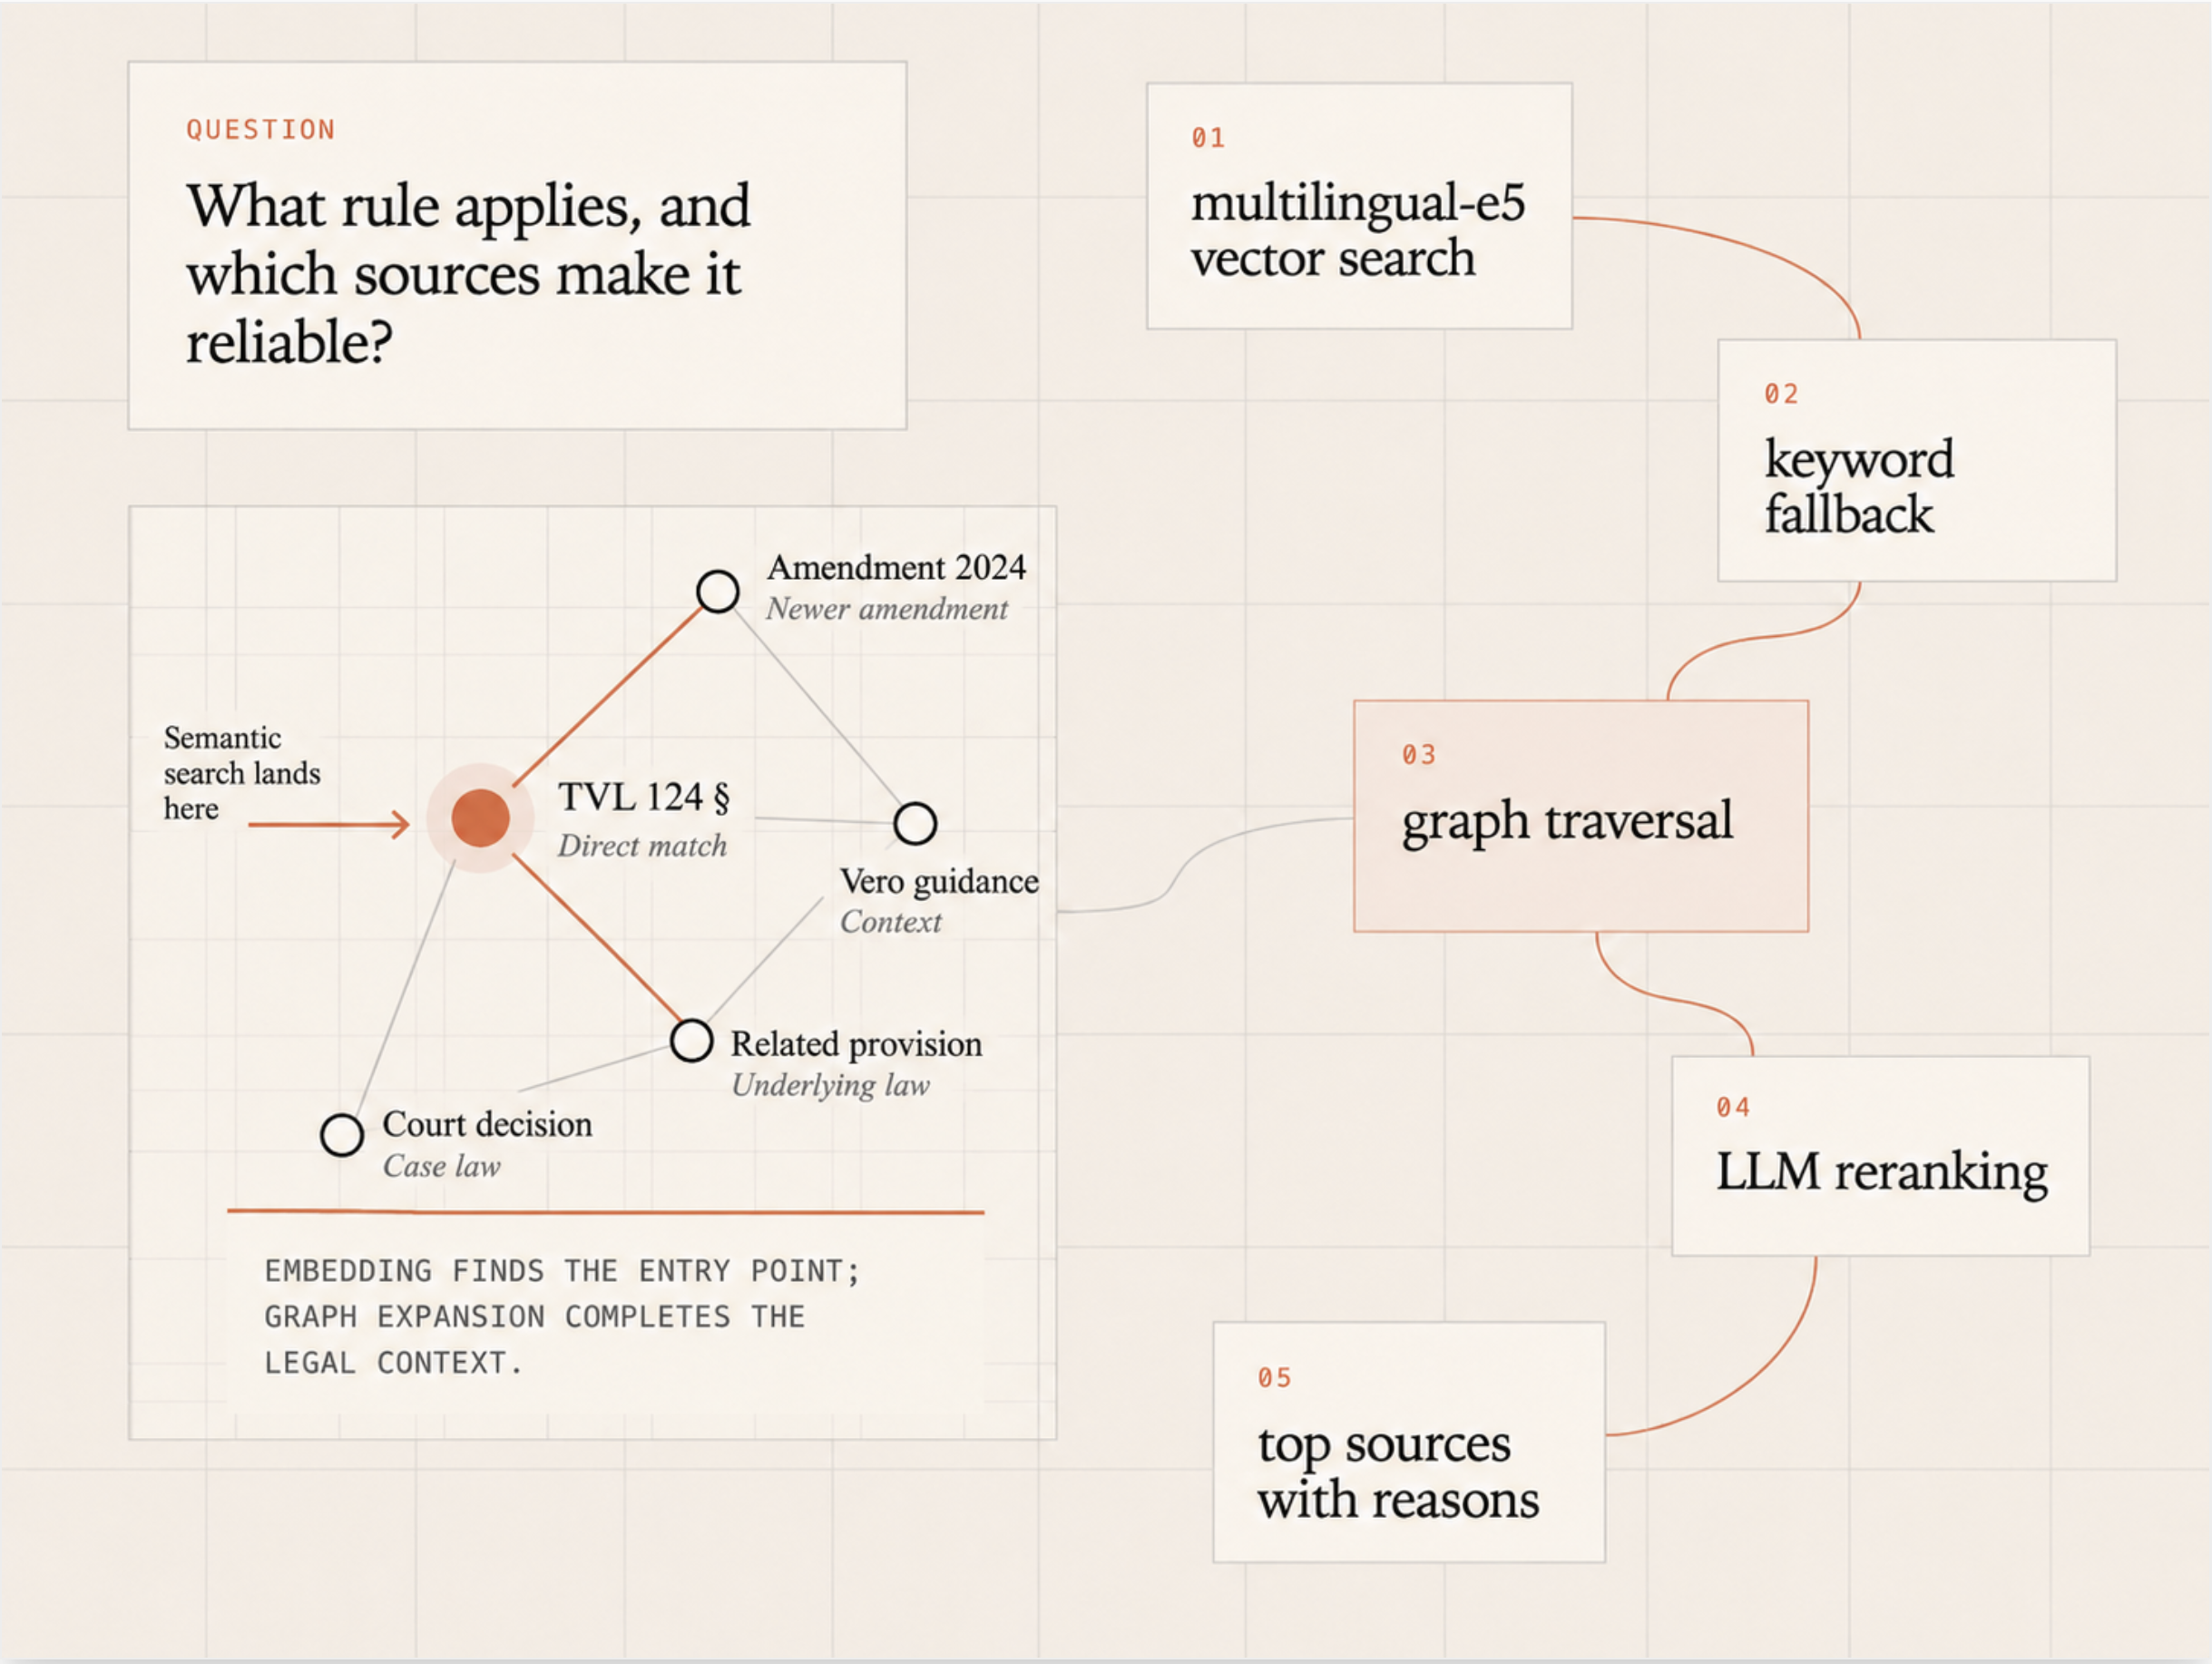 QUESTION
What rule applies, and
which sources make it
reliable?
Amendment 2024
Newer amendment
Semantic
search lands
here
TVL 124 §
Direct match
Vero guidance
Context
Related provision
Underlying law
Court decision
Case law
EMBEDDING FINDS THE ENTRY POINT;
GRAPH EXPANSION COMPLETES THE
LEGAL CONTEXT.
01
multilingual-e5
vector search
02
keyword
fallback
03
graph traversal
04
LLM reranking
05
top sources
with reasons